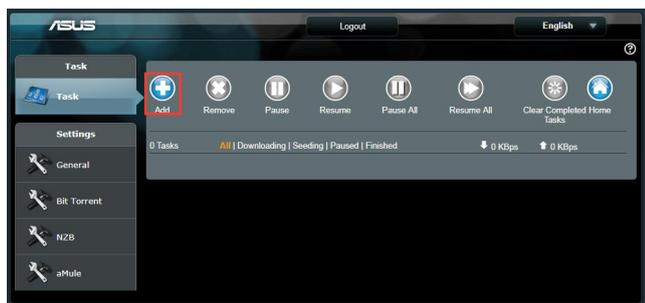 ASUS
Logout
English
?
Task
Task
Add
Remove
Pause
Resume
Pause All
Resume All
Clear Completed
Tasks
Home
0 Tasks
All | Downloading | Seeding | Paused | Finished
0 KBps
0 KBps
Settings
General
Bit Torrent
NZB
aMule